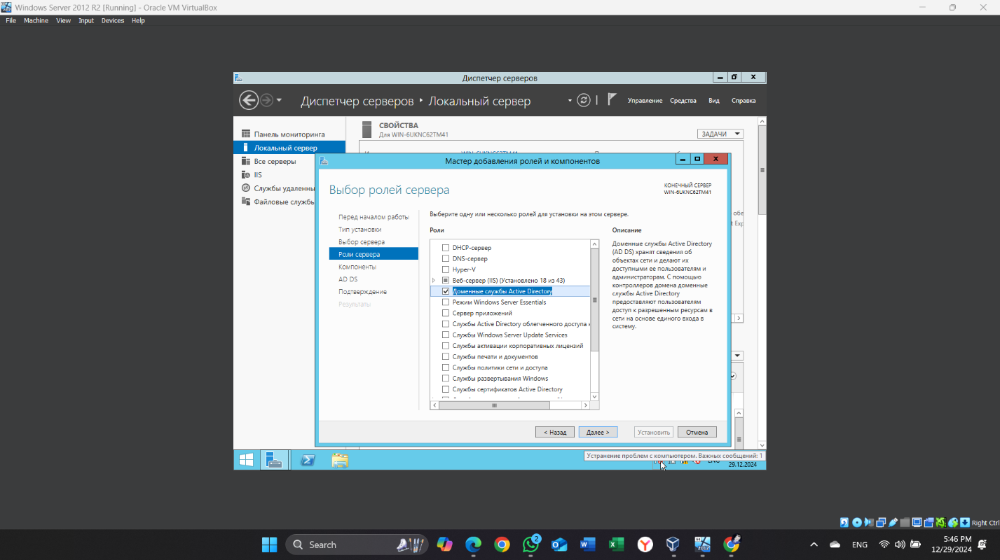 Windows Server 2012 R2 [Running] - Oracle VM VirtualBox
File Machine View Input Devices Help
Диспетчер серверов
Диспетчер серверов ‣ Локальный сервер
Управление Средства Вид Справка
Панель мониторинга
Локальный сервер
Все серверы
IIS
Службы удаленны
Файловые службь
СВОЙСТВА
Для WIN-6UKNC62TM41
ЗАДАЧИ
Мастер добавления ролей и компонентов
Выбор ролей сервера
КОНЕЧНЫЙ СЕРВЕР
WIN-6UKNC62TM41
Перед началом работы
Тип установки
Выбор сервера
Роли сервера
Компоненты
AD DS
Подтверждение
Результаты
Выберите одну или несколько ролей для установки на этом сервере.
Роли
DHCP-сервер
DNS-сервер
Hyper-V
Веб-сервер (IIS) (Установлено 18 из 43)
Доменные службы Active Directory
Режим Windows Server Essentials
Сервер приложений
Службы Active Directory облегченного доступа
Службы Windows Server Update Services
Службы активации корпоративных лицензий
Службы печати и документов
Службы политики сети и доступа
Службы развертывания Windows
Службы сертификатов Active Directory
Описание
Доменные службы Active Directory
(AD DS) хранят сведения об
объектах сети и делают их
доступными ее пользователям и
администраторам. С помощью
контроллеров домена доменные
службы Active Directory
предоставляют пользователям
доступ к разрешенным ресурсам в
сети на основе единого входа в
систему.
< Назад Далее > Установить Отмена
Устранение проблем с компьютером. Важных сообщений: 1
29.12.2024
Right Ctrl
Search
2
2012
ENG
5:46 PM
12/29/2024